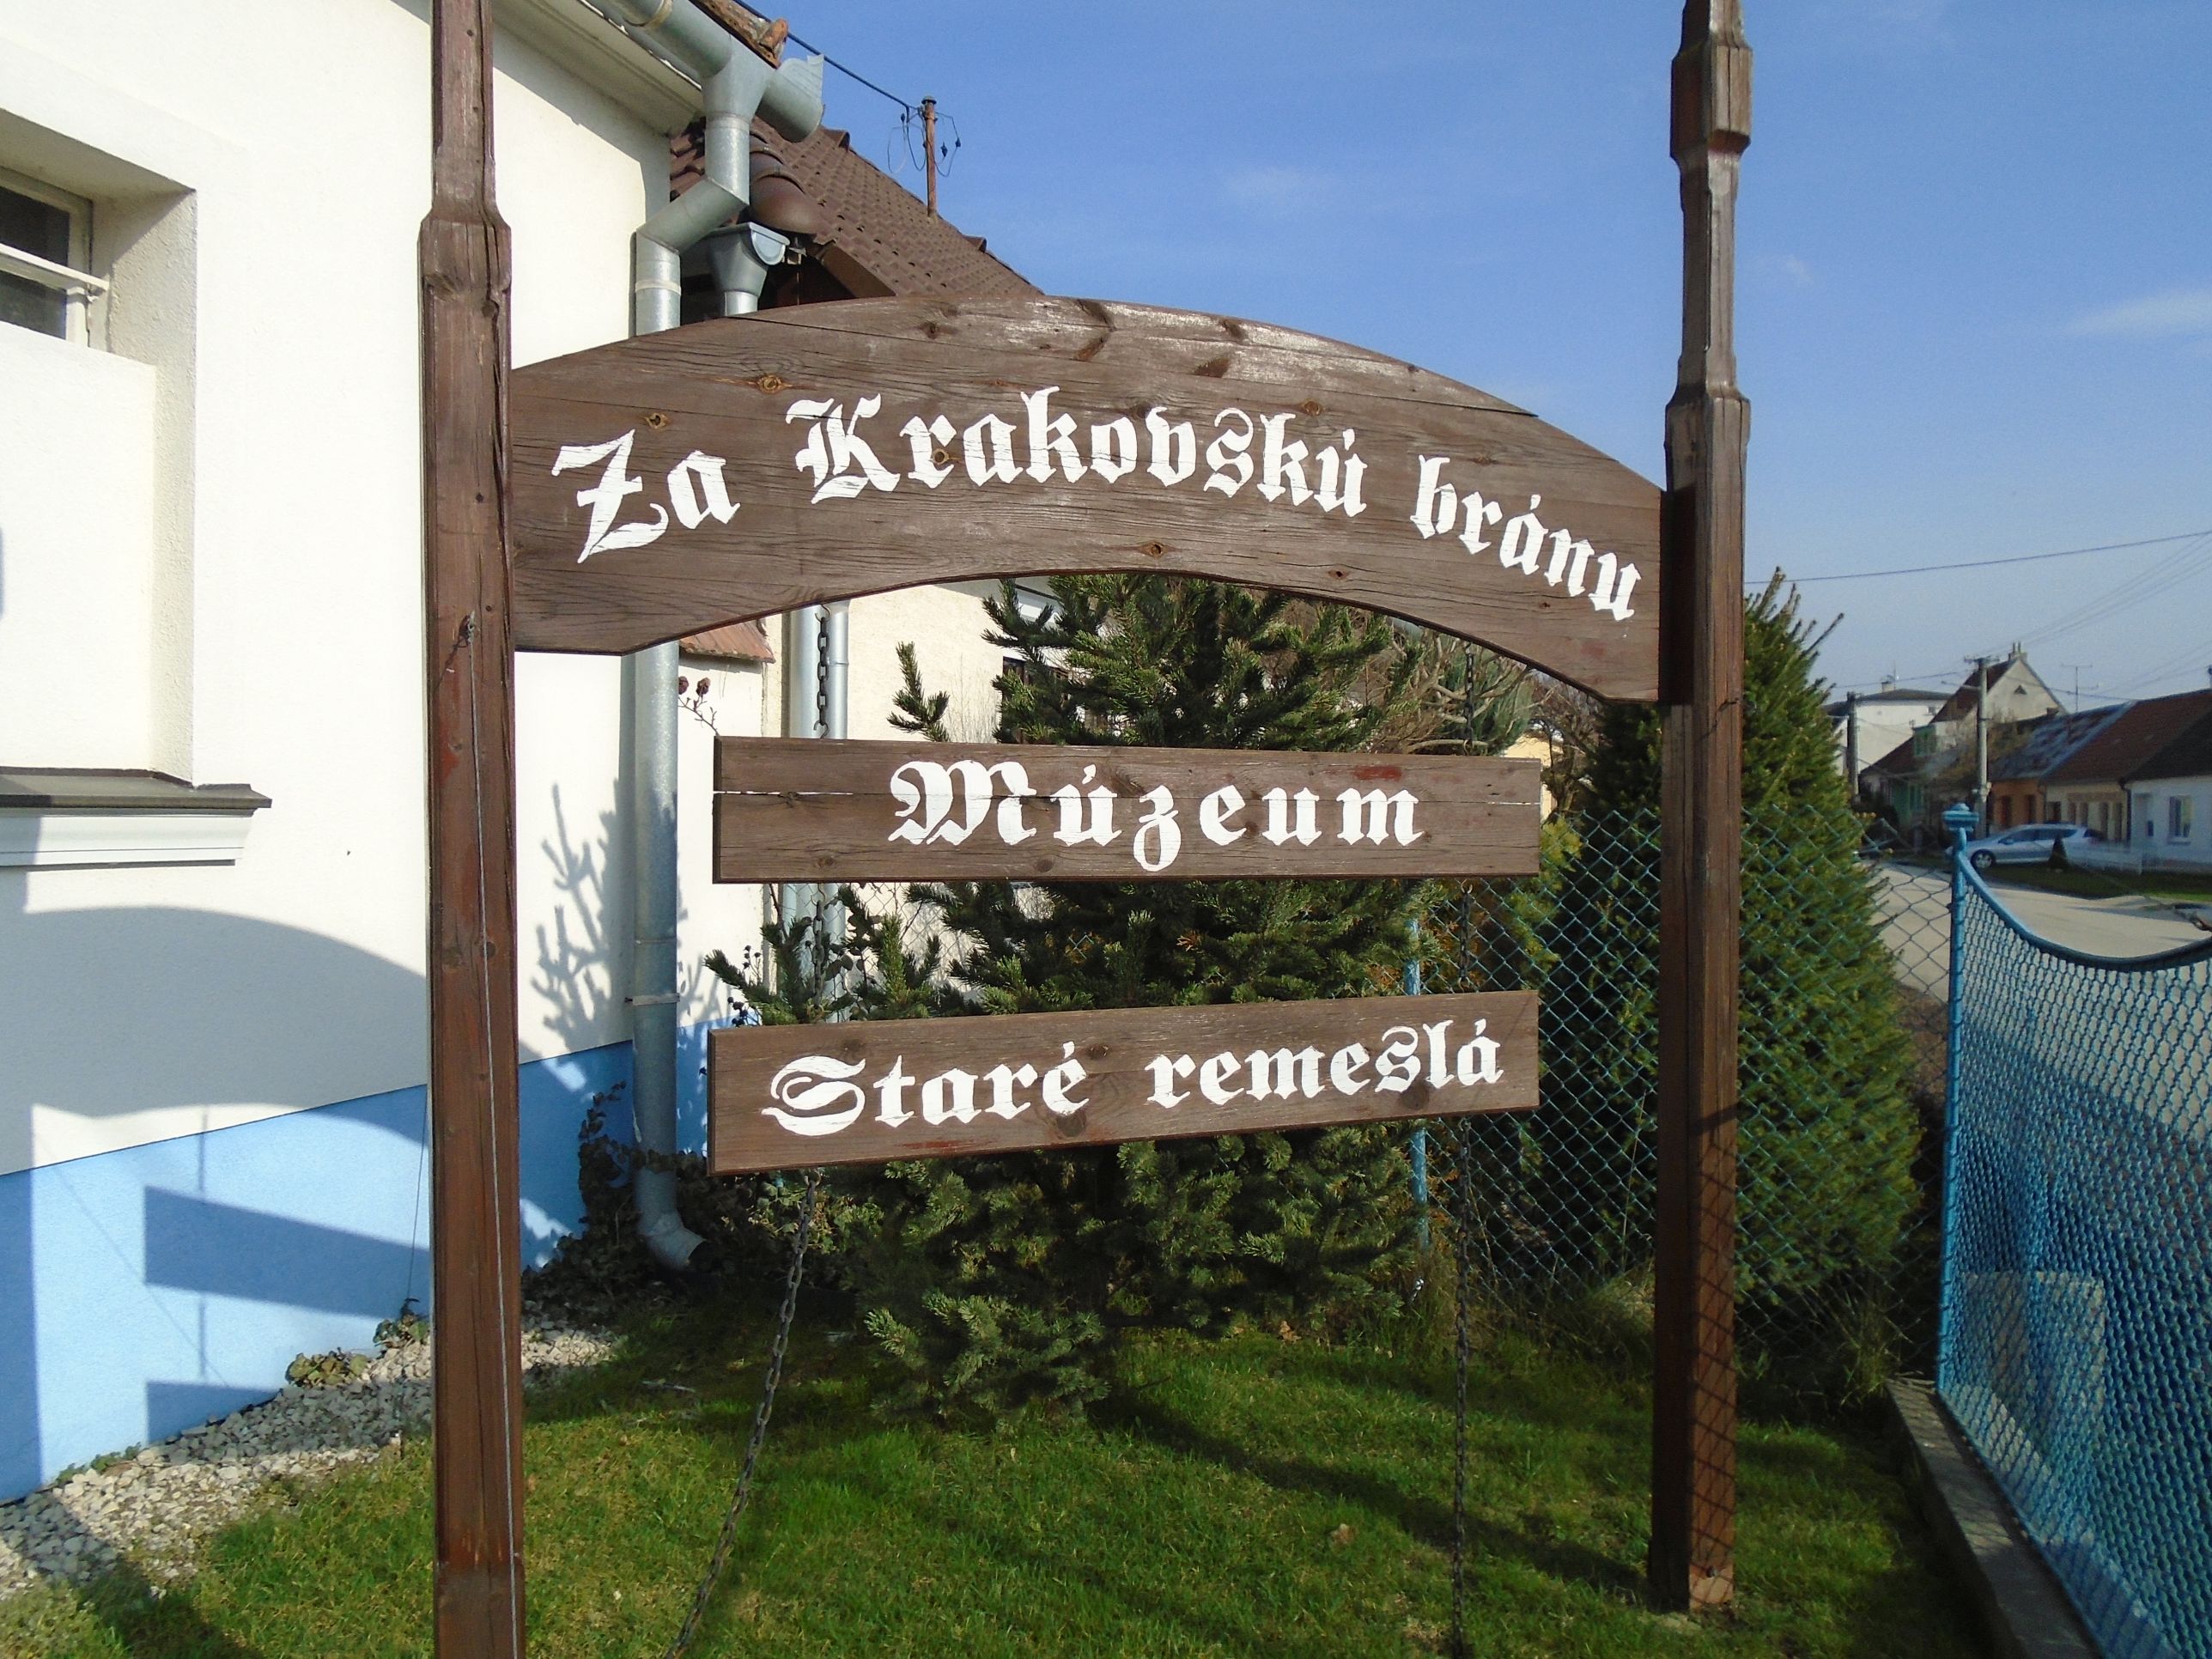 Za Krakovskú bránu
Múzeum
Staré remeslá